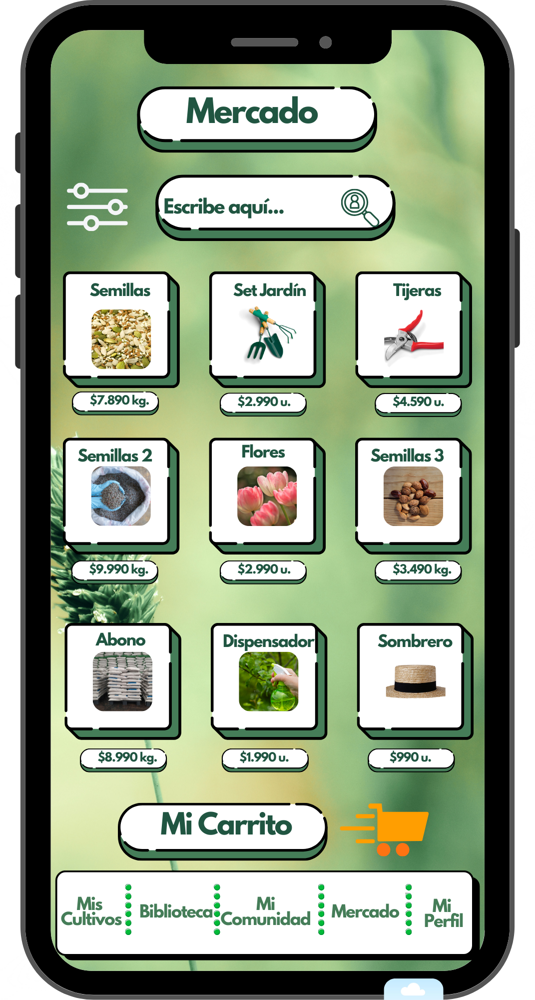 Mercado
Escribe aquí...
Semillas
Set Jardín
Tijeras
$7.890 kg.
$2.990 u.
$4.590 u.
Semillas 2
Flores
Semillas 3
$9.990 kg.
$2.990 u.
$3.490 kg.
Abono
Dispensador
Sombrero
$8.990 kg.
$1.990 u.
$990 u.
Mi Carrito
Mis
Cultivos
Biblioteca
Mi
Comunidad
Mercado
Mi
Perfil